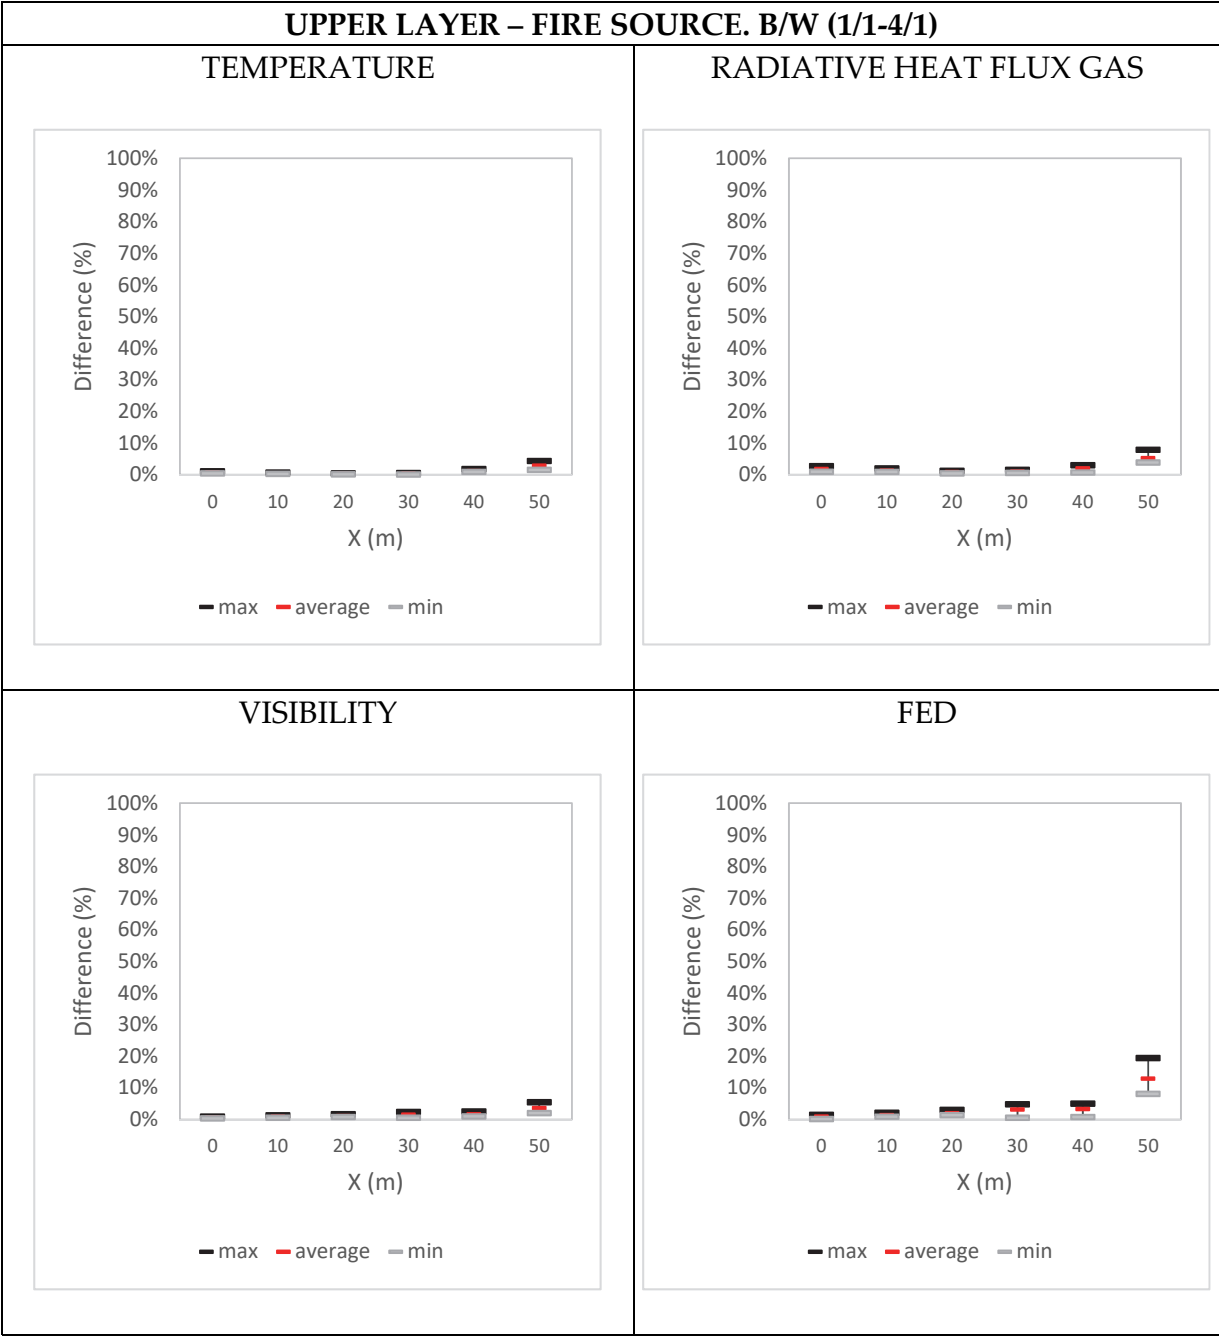 UPPER LAYER – FIRE SOURCE. B/W (1/1-4/1)
TEMPERATURE
100%
90%
80%
70%
60%
50%
40%
30%
20%
10%
0%
Difference (%)
0 10 20 30 40 50
X (m)
max average min
RADIATIVE HEAT FLUX GAS
100%
90%
80%
70%
60%
50%
40%
30%
20%
10%
0%
Difference (%)
0 10 20 30 40 50
X (m)
max average min
VISIBILITY
100%
90%
80%
70%
60%
50%
40%
30%
20%
10%
0%
Difference (%)
0 10 20 30 40 50
X (m)
max average min
FED
100%
90%
80%
70%
60%
50%
40%
30%
20%
10%
0%
Difference (%)
0 10 20 30 40 50
X (m)
max average min